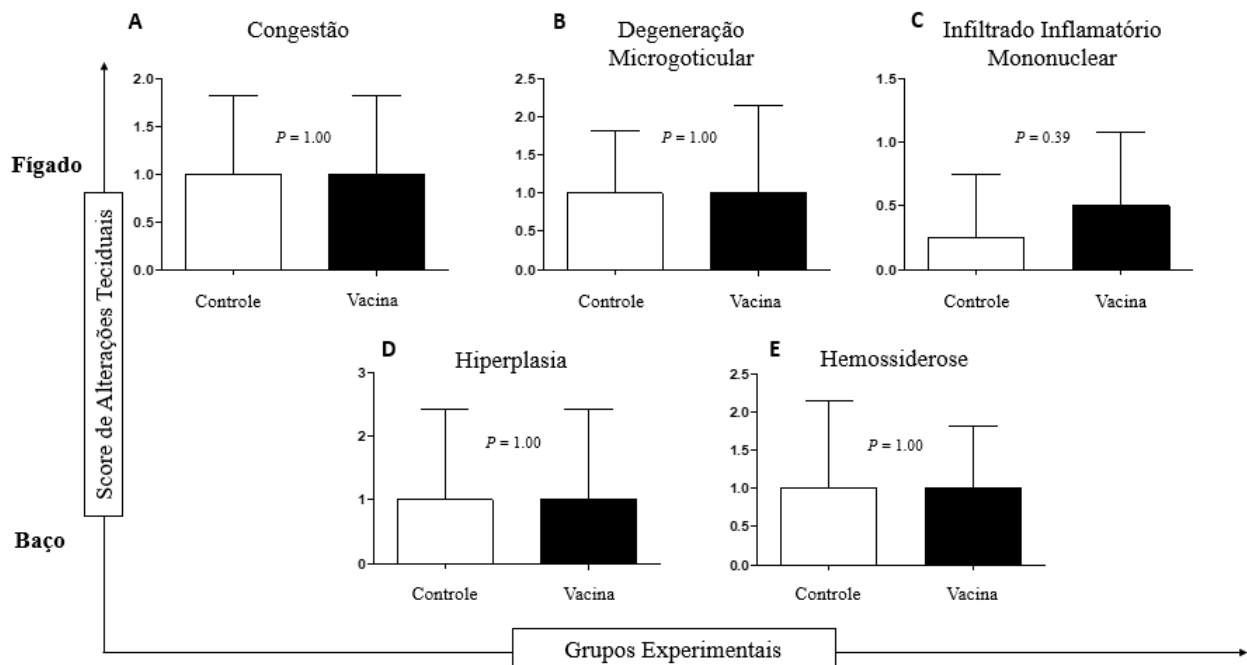 A
Congestão
2.0
1.5
1.0
0.5
0.0
P = 1.00
Controle
Vacina
B
Degeneração
Microgoticular
2.5
2.0
1.5
1.0
0.5
0.0
P = 1.00
Controle
Vacina
C
Infiltrado Inflamatório
Mononuclear
1.5
1.0
0.5
0.0
P = 0.39
Controle
Vacina
Fígado
Score de Alterações Teciduais
Baço
D
Hiperplasia
3
2
1
0
P = 1.00
Controle
Vacina
E
Hemossiderose
2.5
2.0
1.5
1.0
0.5
0.0
P = 1.00
Controle
Vacina
Grupos Experimentais